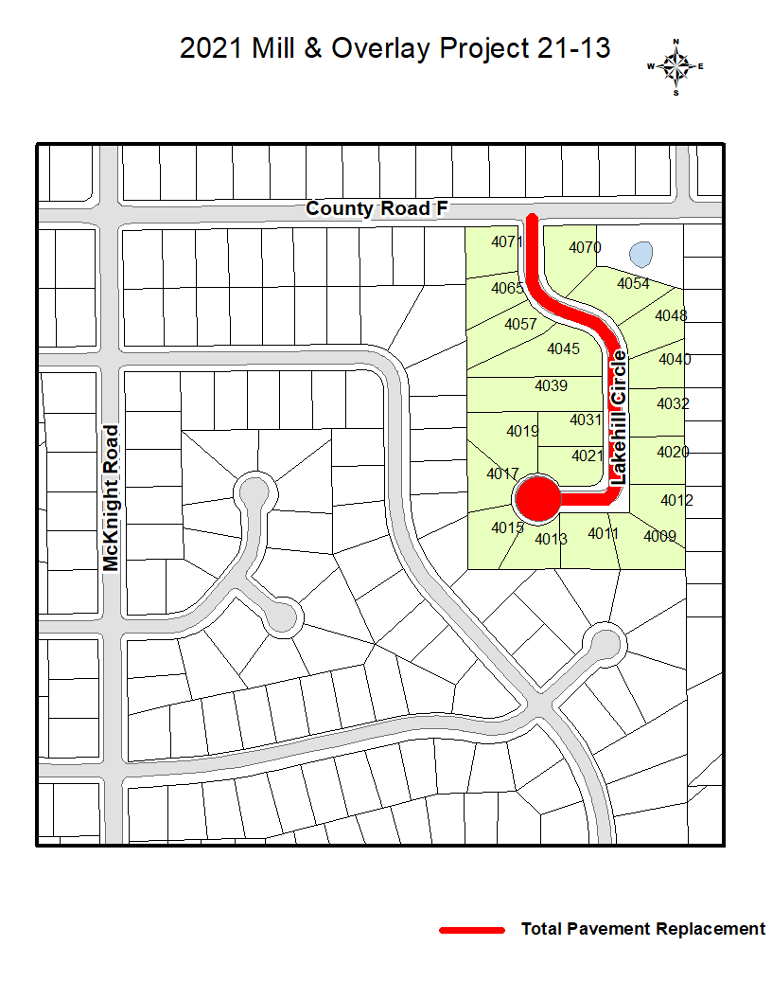 2021 Mill & Overlay Project 21-13
N
W E
S
County Road F
4071
4070
4054
4065
4048
4057
4045
4040
4039
4032
4031
4019
4020
4021
4017
4012
4015
4013
4011
4009
Lakehill Circle
McKnight Road
Total Pavement Replacement